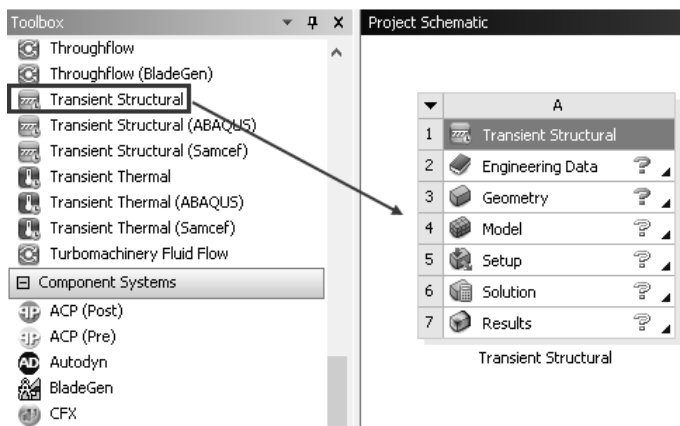 Toolbox
Throughflow
Throughflow (BladeGen)
Transient Structural
Transient Structural (ABAQUS)
Transient Structural (Samcef)
Transient Thermal
Transient Thermal (ABAQUS)
Transient Thermal (Samcef)
Turbomachinery Fluid Flow
Component Systems
ACP (Post)
ACP (Pre)
Autodyn
BladeGen
CFX
Project Schematic
A
1 Transient Structural
2 Engineering Data ?
3 Geometry ?
4 Model ?
5 Setup ?
6 Solution ?
7 Results ?
Transient Structural